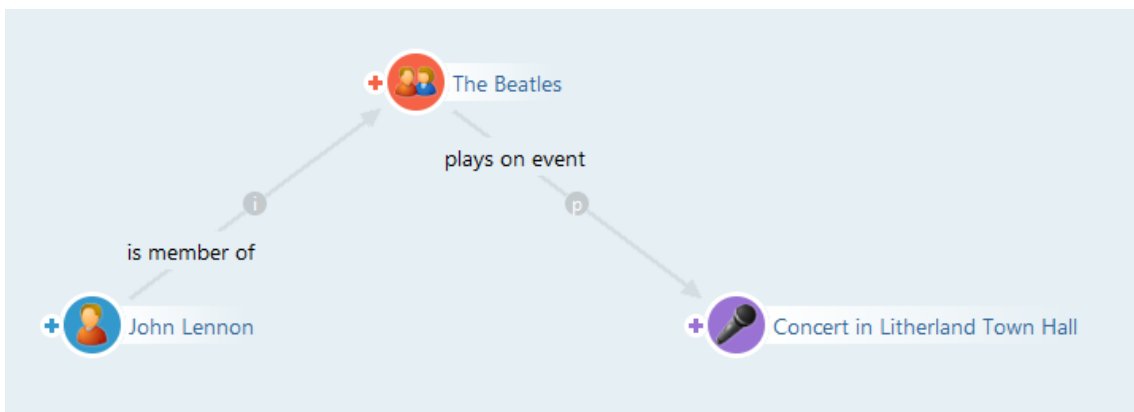 The Beatles
plays on event
i
p
is member of
John Lennon
Concert in Litherland Town Hall